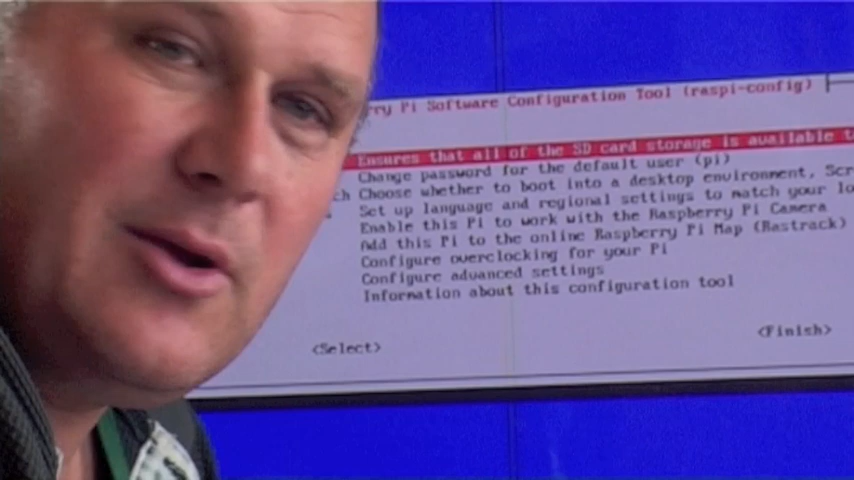 rry Pi Software Configuration Tool (raspi-config)
Ensures that all of the SD card storage is available t
Change password for the default user (pi)
ch Choose whether to boot into a desktop environment, Scr
Set up language and regional settings to match your lo
Enable this Pi to work with the Raspberry Pi Camera
Add this Pi to the online Raspberry Pi Map (Rastrack)
Configure overclocking for your Pi
Configure advanced settings
Information about this configuration tool
<Select> <Finish>